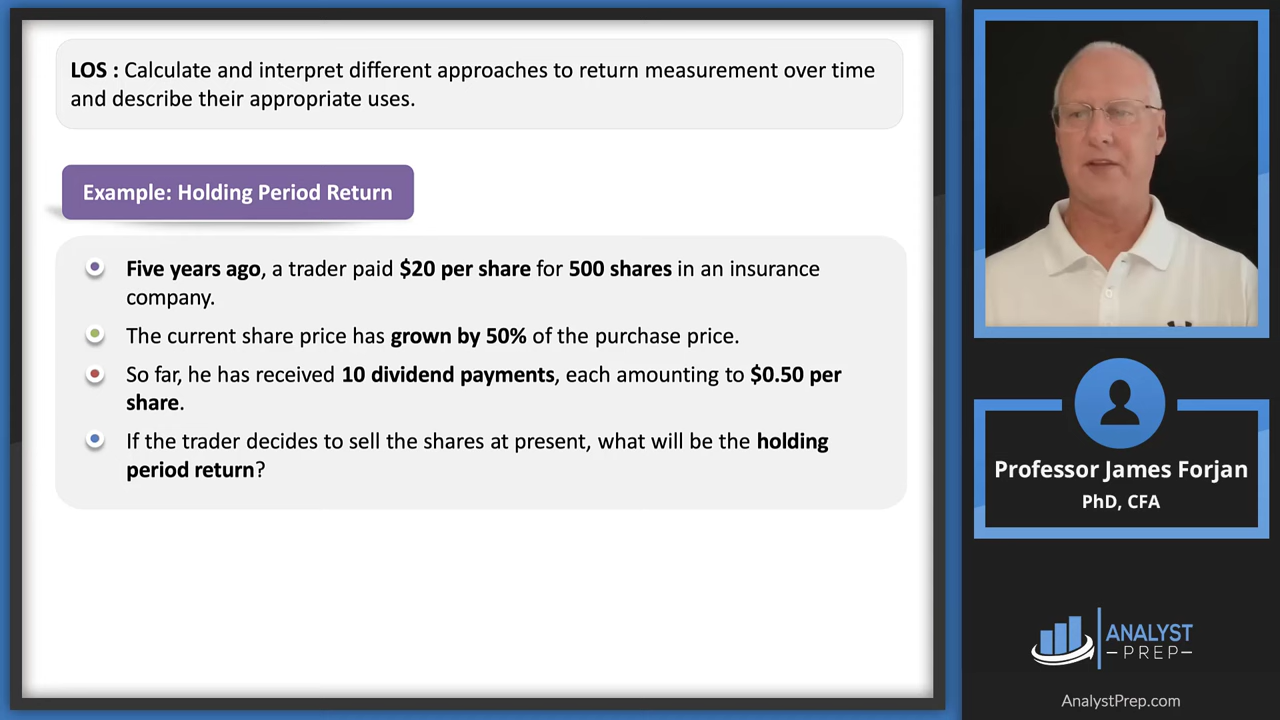 LOS : Calculate and interpret different approaches to return measurement over time
and describe their appropriate uses.
Example: Holding Period Return
Five years ago, a trader paid $20 per share for 500 shares in an insurance
company.
The current share price has grown by 50% of the purchase price.
So far, he has received 10 dividend payments, each amounting to $0.50 per
share.
If the trader decides to sell the shares at present, what will be the holding
period return?
Professor James Forjan
PhD, CFA
ANALYST
—PREP—
AnalystPrep.com